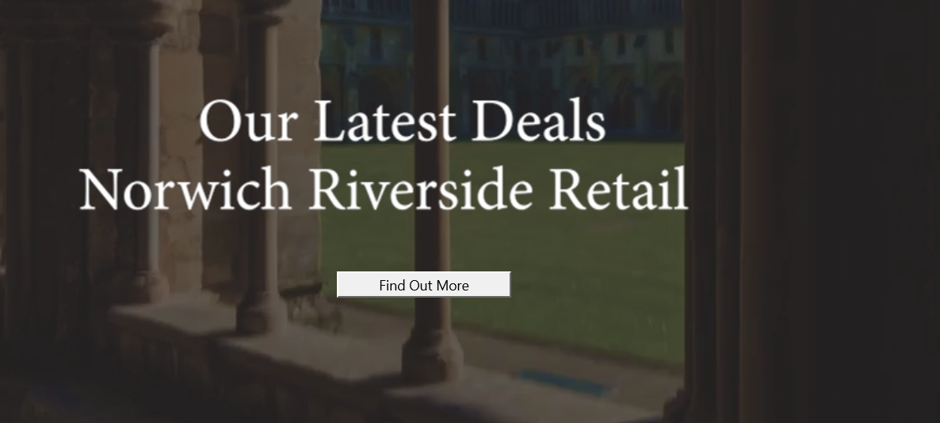 Our Latest Deals
Norwich Riverside Retail
Find Out More